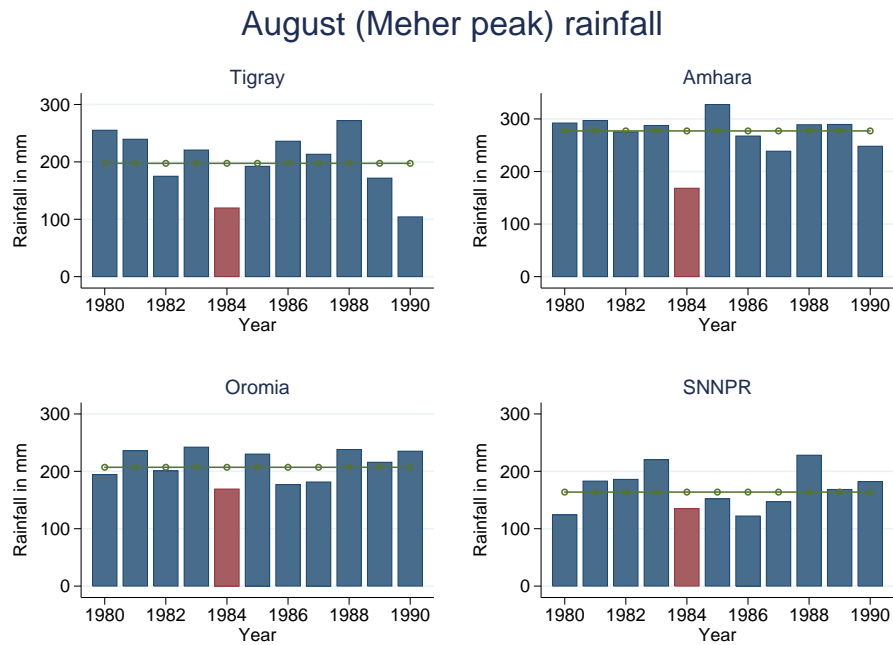 August (Meher peak) rainfall
Tigray
Rainfall in mm
300
200
100
0
1980 1982 1984 1986 1988 1990
Year
Amhara
Rainfall in mm
300
200
100
0
1980 1982 1984 1986 1988 1990
Year
Oromia
Rainfall in mm
300
200
100
0
1980 1982 1984 1986 1988 1990
Year
SNNPR
Rainfall in mm
300
200
100
0
1980 1982 1984 1986 1988 1990
Year